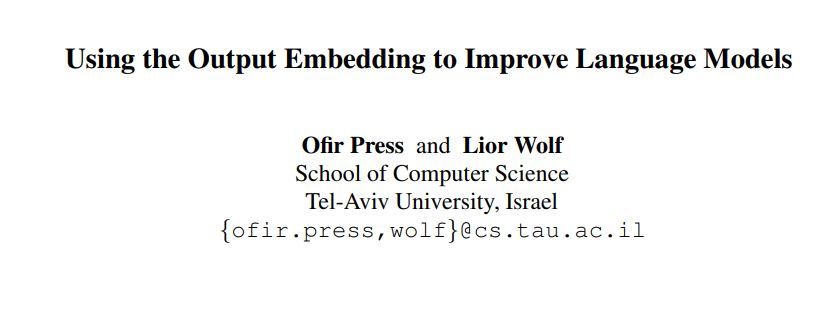 Using the Output Embedding to Improve Language Models
Ofir Press and Lior Wolf
School of Computer Science
Tel-Aviv University, Israel
{ofir.press,wolf}@cs.tau.ac.il